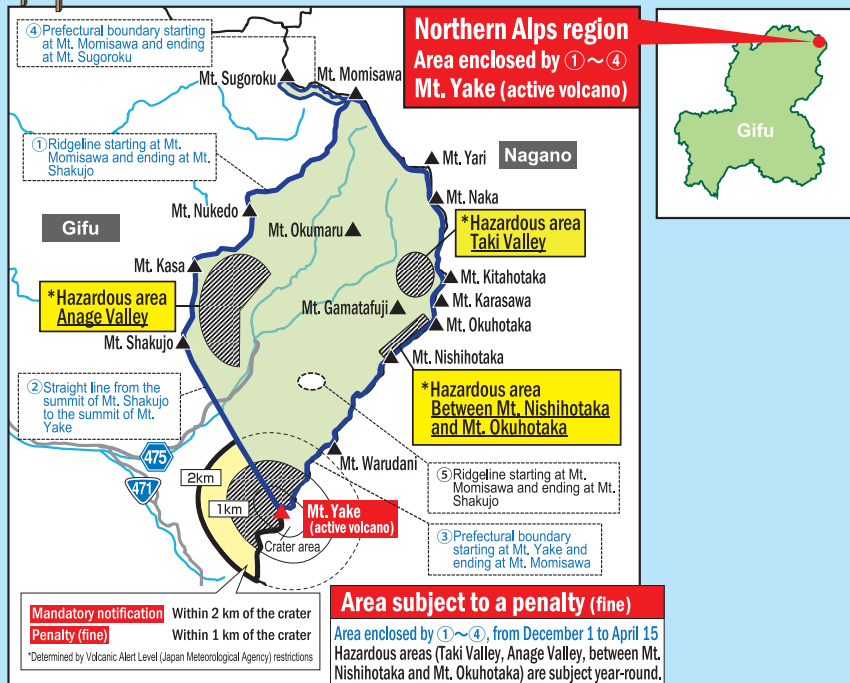 ④Prefectural boundary starting
at Mt. Momisawa and ending
at Mt. Sugoroku
Northern Alps region
Area enclosed by ①～④
Mt. Yake (active volcano)
Gifu
Mt. Sugoroku
Mt. Momisawa
①Ridgeline starting at Mt.
Momisawa and ending at Mt.
Shakujo
Mt. Yari
Nagano
Mt. Naka
Mt. Nukedo
Mt. Okumaru
*Hazardous area
Taki Valley
Gifu
Mt. Kasa
Mt. Kitahotaka
*Hazardous area
Anage Valley
Mt. Karasawa
Mt. Gamatafuji
Mt. Okuhotaka
Mt. Shakujo
Mt. Nishihotaka
②Straight line from the
summit of Mt. Shakujo
to the summit of Mt.
Yake
*Hazardous area
Between Mt. Nishihotaka
and Mt. Okuhotaka
475
471
Mt. Warudani
2km
1km
⑤Ridgeline starting at Mt.
Momisawa and ending at Mt.
Shakujo
Mt. Yake
(active volcano)
Crater area
③Prefectural boundary
starting at Mt. Yake and
ending at Mt. Momisawa
Mandatory notification Within 2 km of the crater
Penalty (fine) Within 1 km of the crater
*Determined by Volcanic Alert Level (Japan Meteorological Agency) restrictions
Area subject to a penalty (fine)
Area enclosed by ①～④, from December 1 to April 15
Hazardous areas (Taki Valley, Anage Valley, between Mt.
Nishihotaka and Mt. Okuhotaka) are subject year-round.